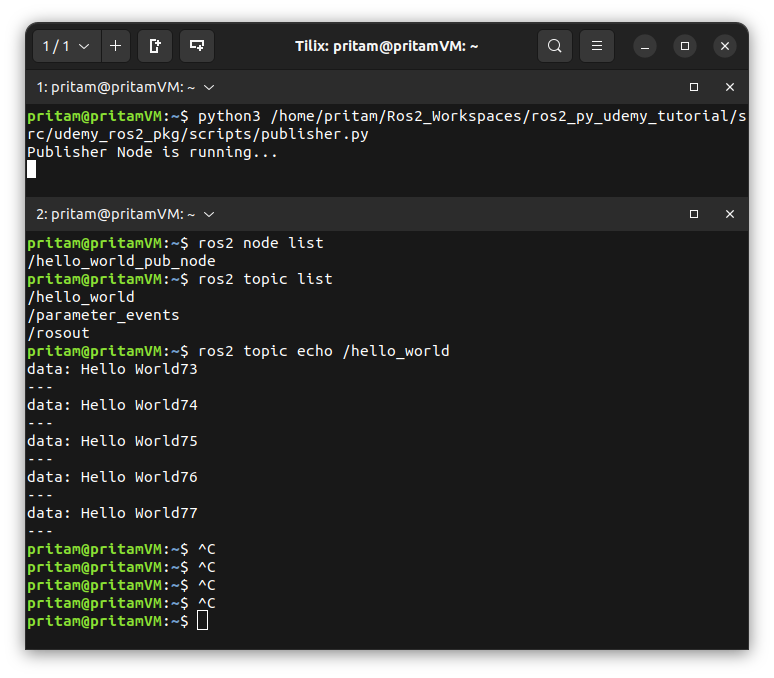 1 / 1
Tilix: pritam@pritamVM: ~
1: pritam@pritamVM: ~
pritam@pritamVM:~$ python3 /home/pritam/Ros2_Workspaces/ros2_py_udemy_tutorial/s
rc/udemy_ros2_pkg/scripts/publisher.py
Publisher Node is running...
2: pritam@pritamVM: ~
pritam@pritamVM:~$ ros2 node list
/hello_world_pub_node
pritam@pritamVM:~$ ros2 topic list
/hello_world
/parameter_events
/rosout
pritam@pritamVM:~$ ros2 topic echo /hello_world
data: Hello World73
---
data: Hello World74
---
data: Hello World75
---
data: Hello World76
---
data: Hello World77
---
pritam@pritamVM:~$ ^C
pritam@pritamVM:~$ ^C
pritam@pritamVM:~$ ^C
pritam@pritamVM:~$ ^C
pritam@pritamVM:~$